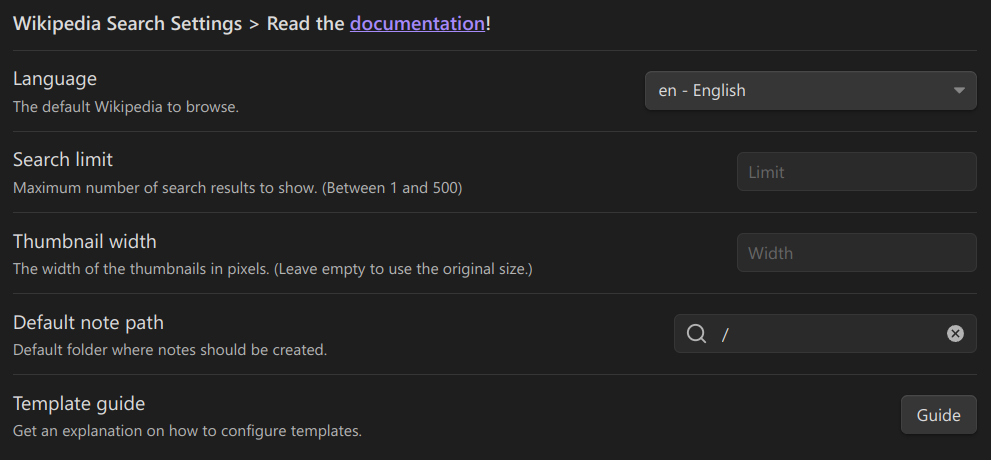 Wikipedia Search Settings > Read the documentation!
Language
The default Wikipedia to browse.
en - English
Search limit
Maximum number of search results to show. (Between 1 and 500)
Limit
Thumbnail width
The width of the thumbnails in pixels. (Leave empty to use the original size.)
Width
Default note path
Default folder where notes should be created.
/
Template guide
Get an explanation on how to configure templates.
Guide